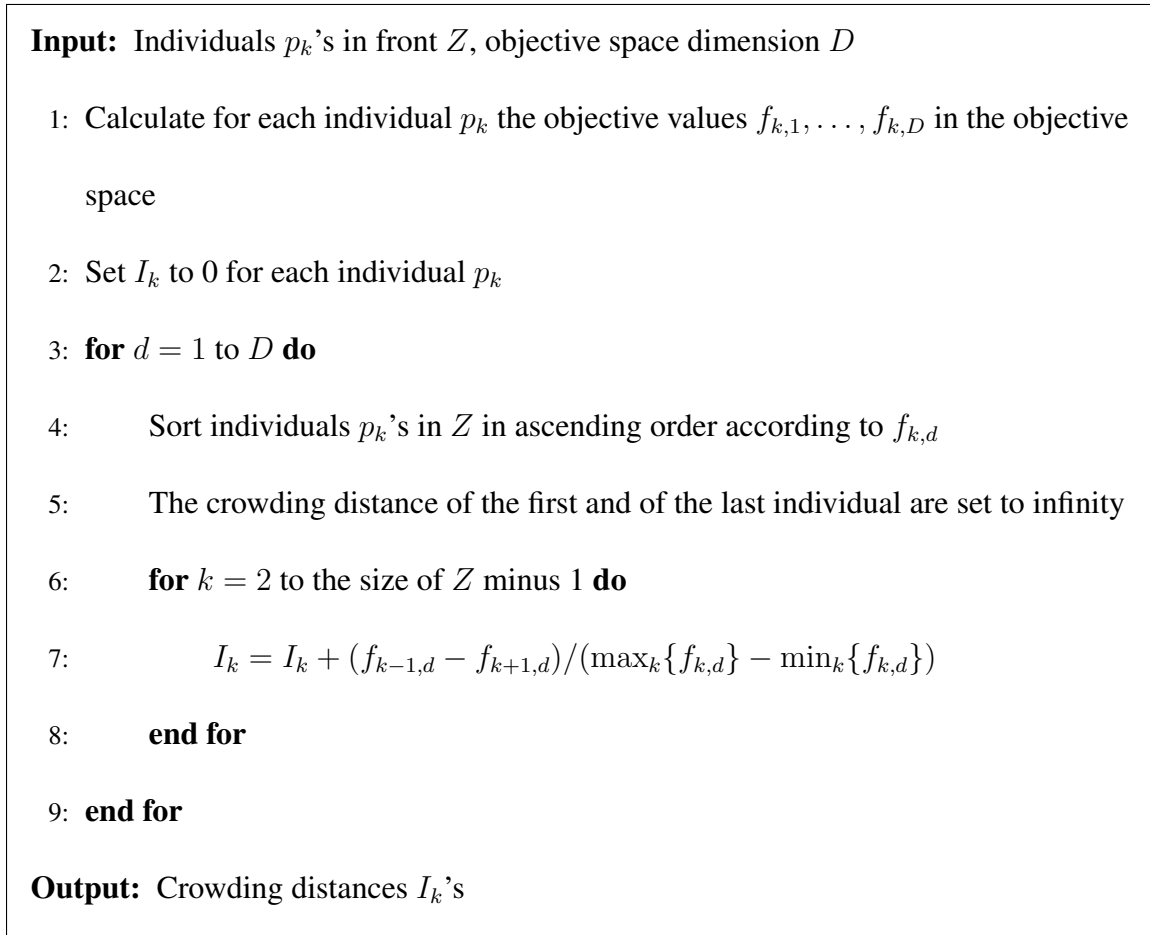 Input: Individuals p_k's in front Z, objective space dimension D
1: Calculate for each individual p_k the objective values f_{k,1}, . . . , f_{k,D} in the objective
space
2: Set I_k to 0 for each individual p_k
3: for d = 1 to D do
4: Sort individuals p_k's in Z in ascending order according to f_{k,d}
5: The crowding distance of the first and of the last individual are set to infinity
6: for k = 2 to the size of Z minus 1 do
7: I_k = I_k + (f_{k−1,d} − f_{k+1,d})/(max_k{f_{k,d}} − min_k{f_{k,d}})
8: end for
9: end for
Output: Crowding distances I_k's